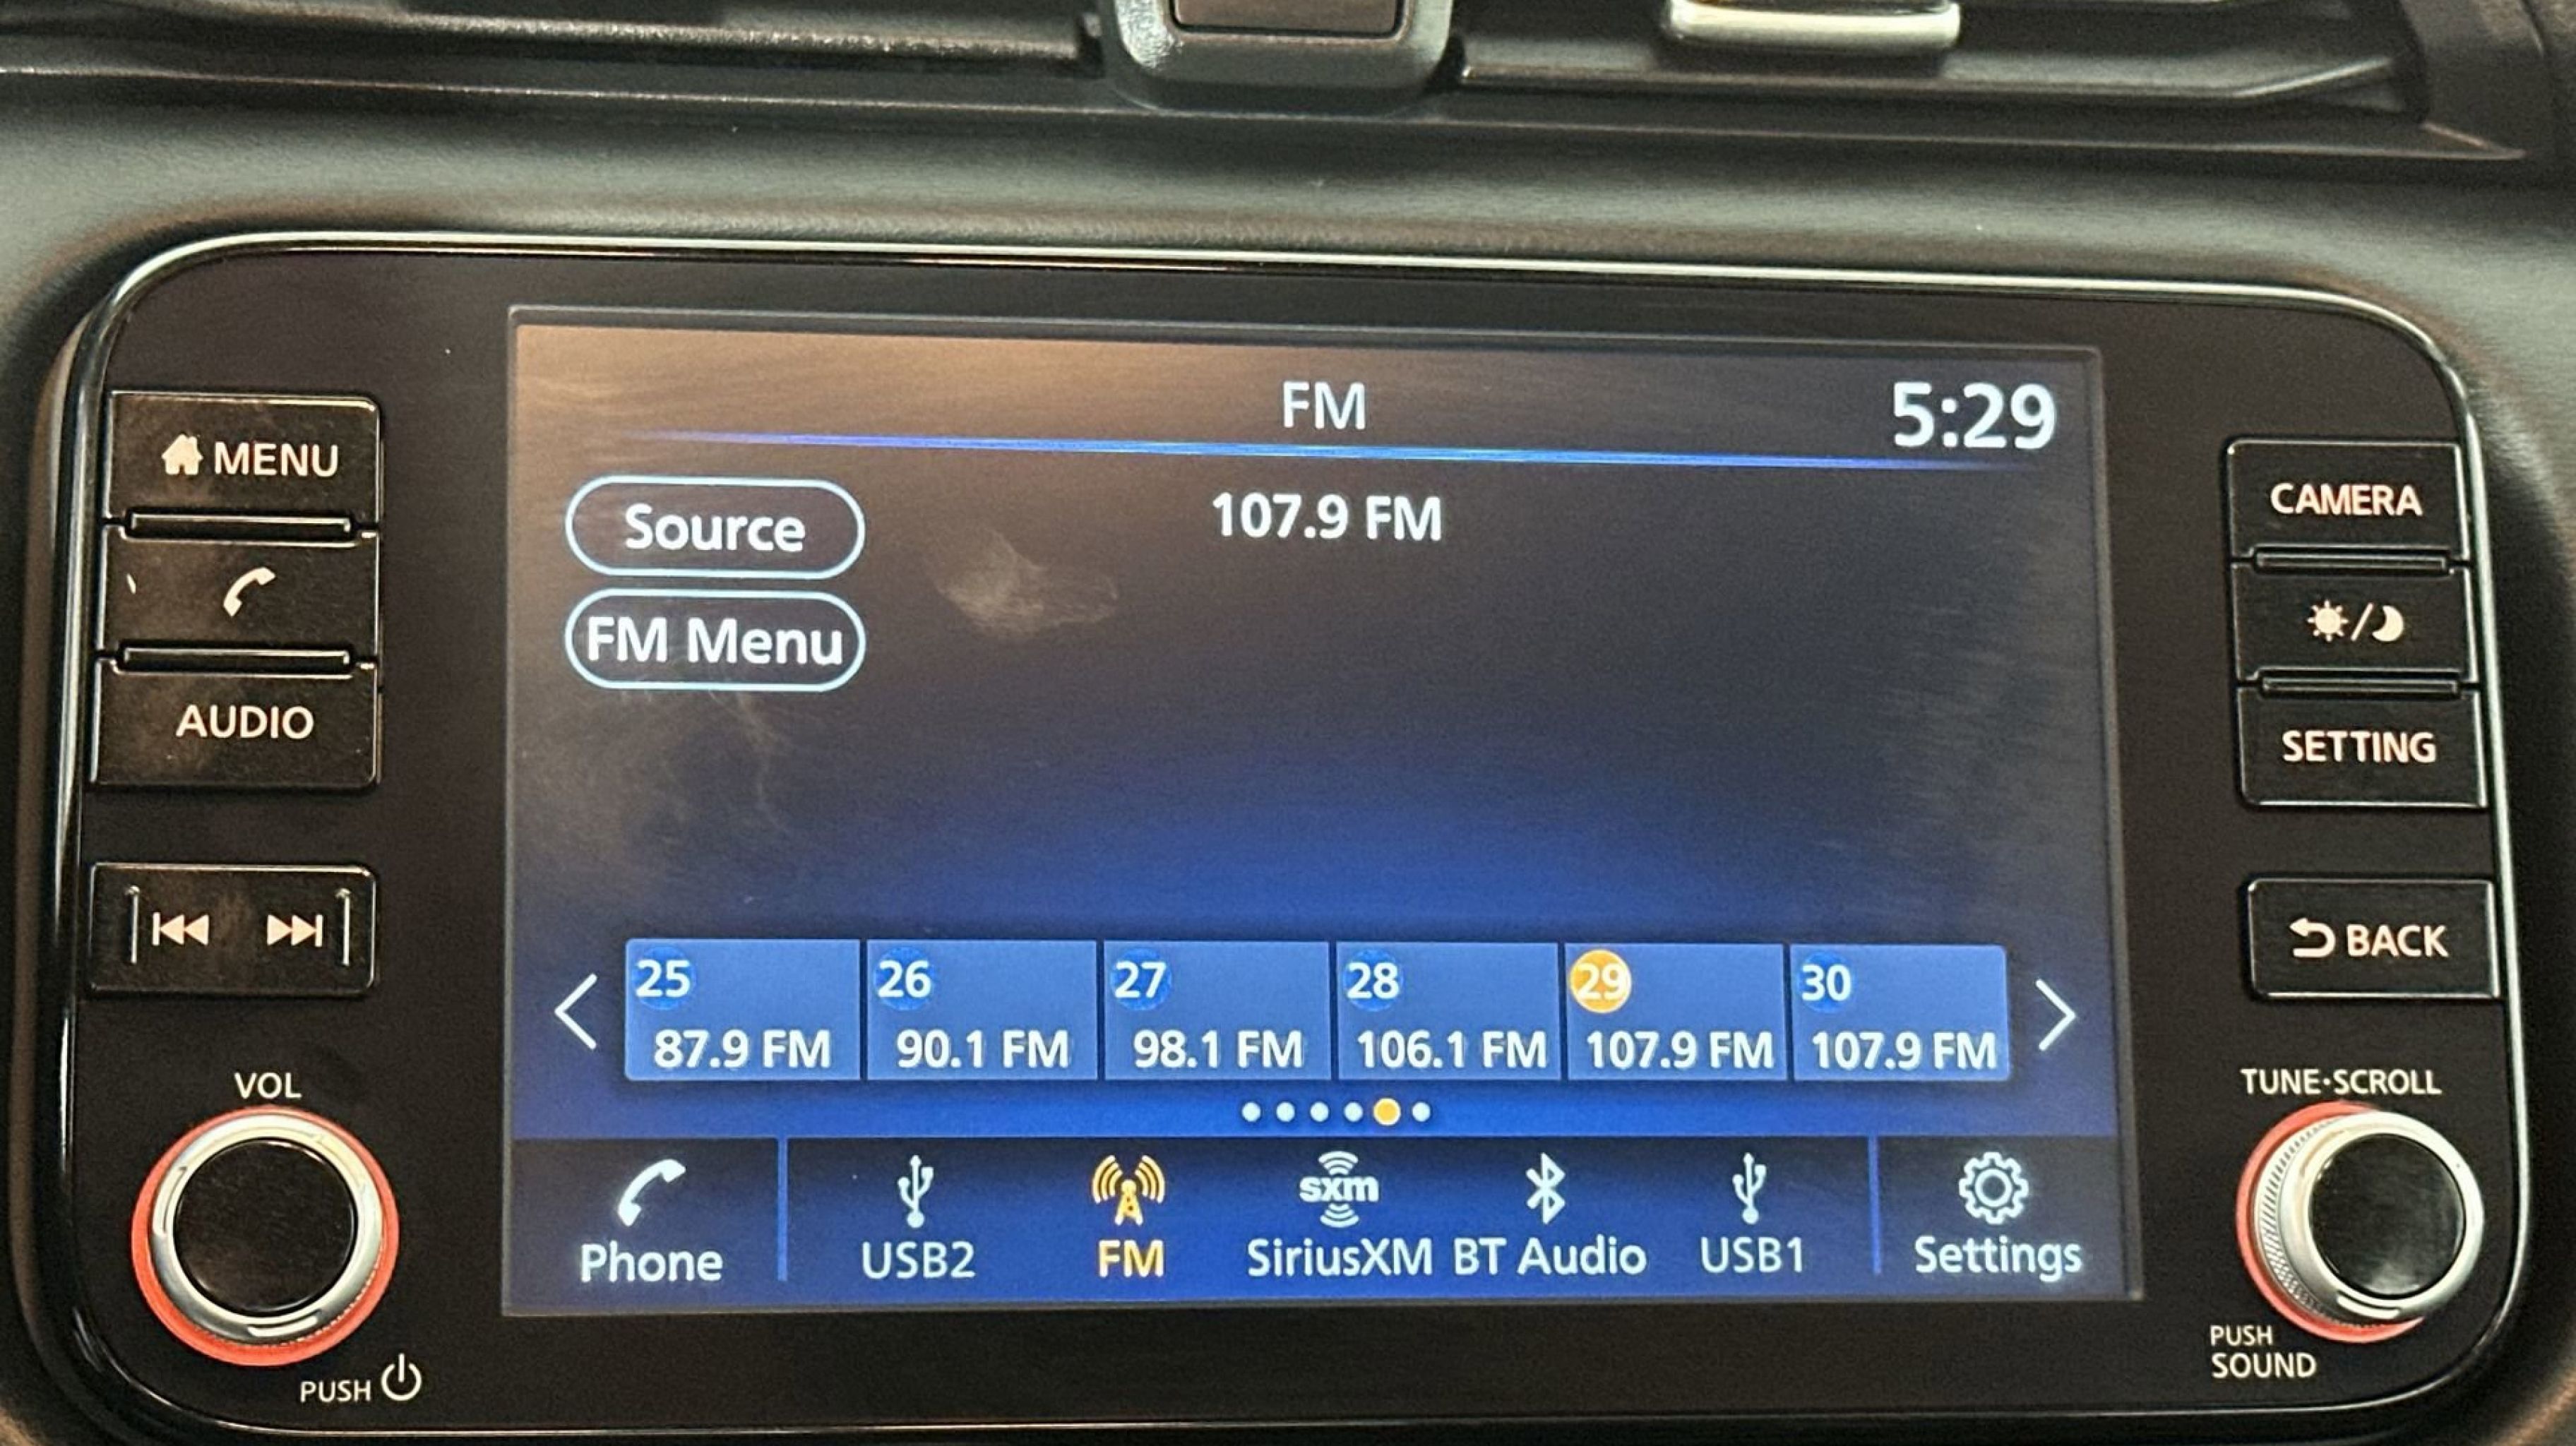 MENU
AUDIO
VOL
PUSH
FM
5:29
Source
107.9 FM
FM Menu
25 26 27 28 29 30
87.9 FM 90.1 FM 98.1 FM 106.1 FM 107.9 FM 107.9 FM
sxm
Phone USB2 FM SiriusXM BT Audio USB1 Settings
CAMERA
SETTING
BACK
TUNE·SCROLL
PUSH
SOUND